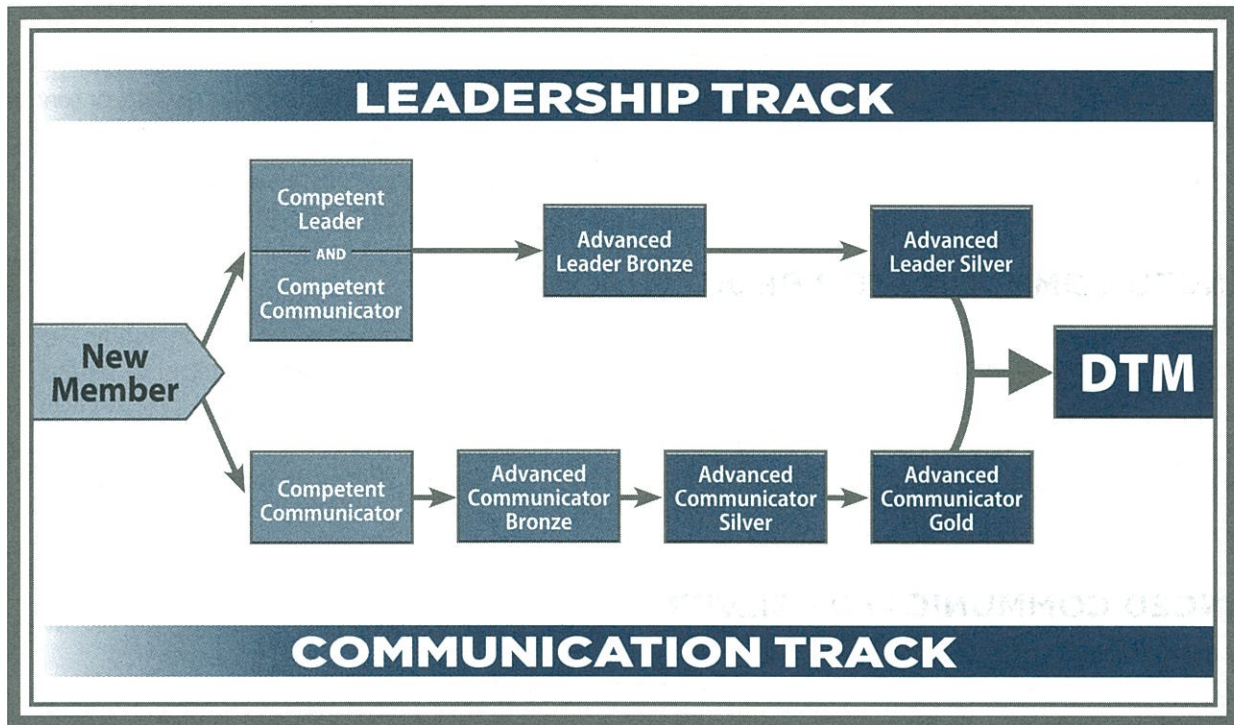 LEADERSHIP TRACK
Competent
Leader
AND
Competent
Communicator
Advanced
Leader Bronze
Advanced
Leader Silver
New
Member
DTM
Competent
Communicator
Advanced
Communicator
Bronze
Advanced
Communicator
Silver
Advanced
Communicator
Gold
COMMUNICATION TRACK